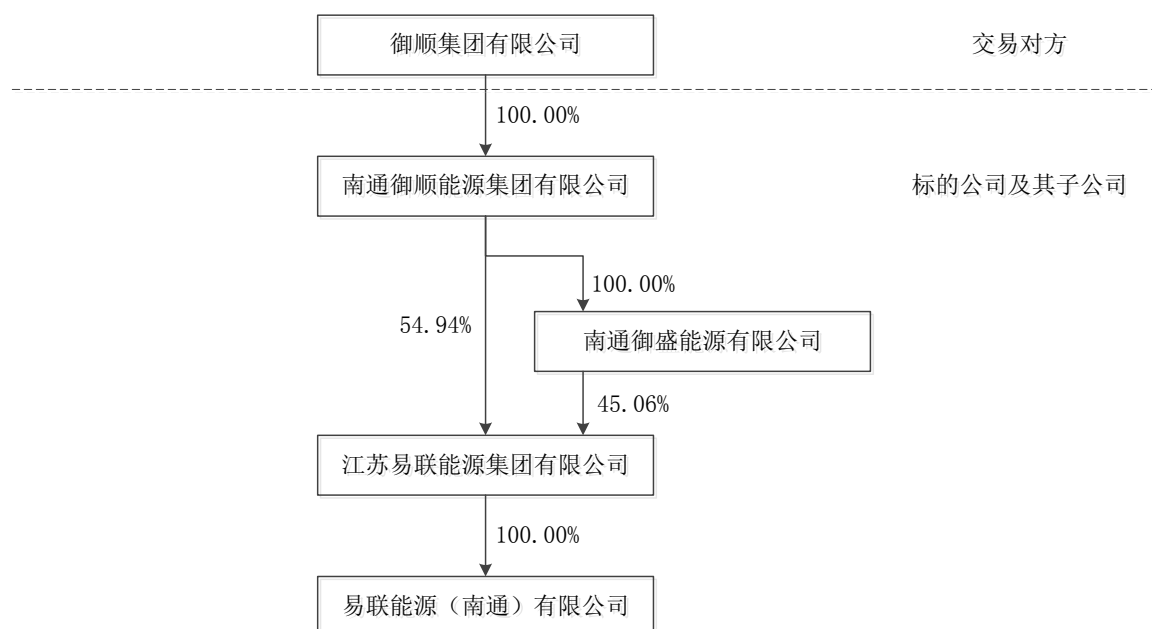 御顺集团有限公司
交易对方
100.00%
南通御顺能源集团有限公司
标的公司及其子公司
100.00%
54.94%
南通御盛能源有限公司
45.06%
江苏易联能源集团有限公司
100.00%
易联能源（南通）有限公司